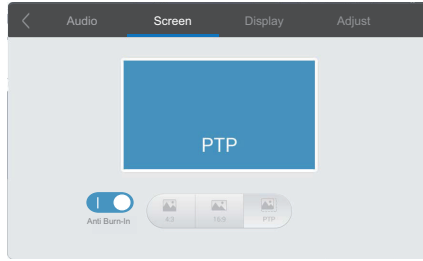 Audio Screen Display Adjust
PTP
Anti Burn-In
4:3 16:9 PTP